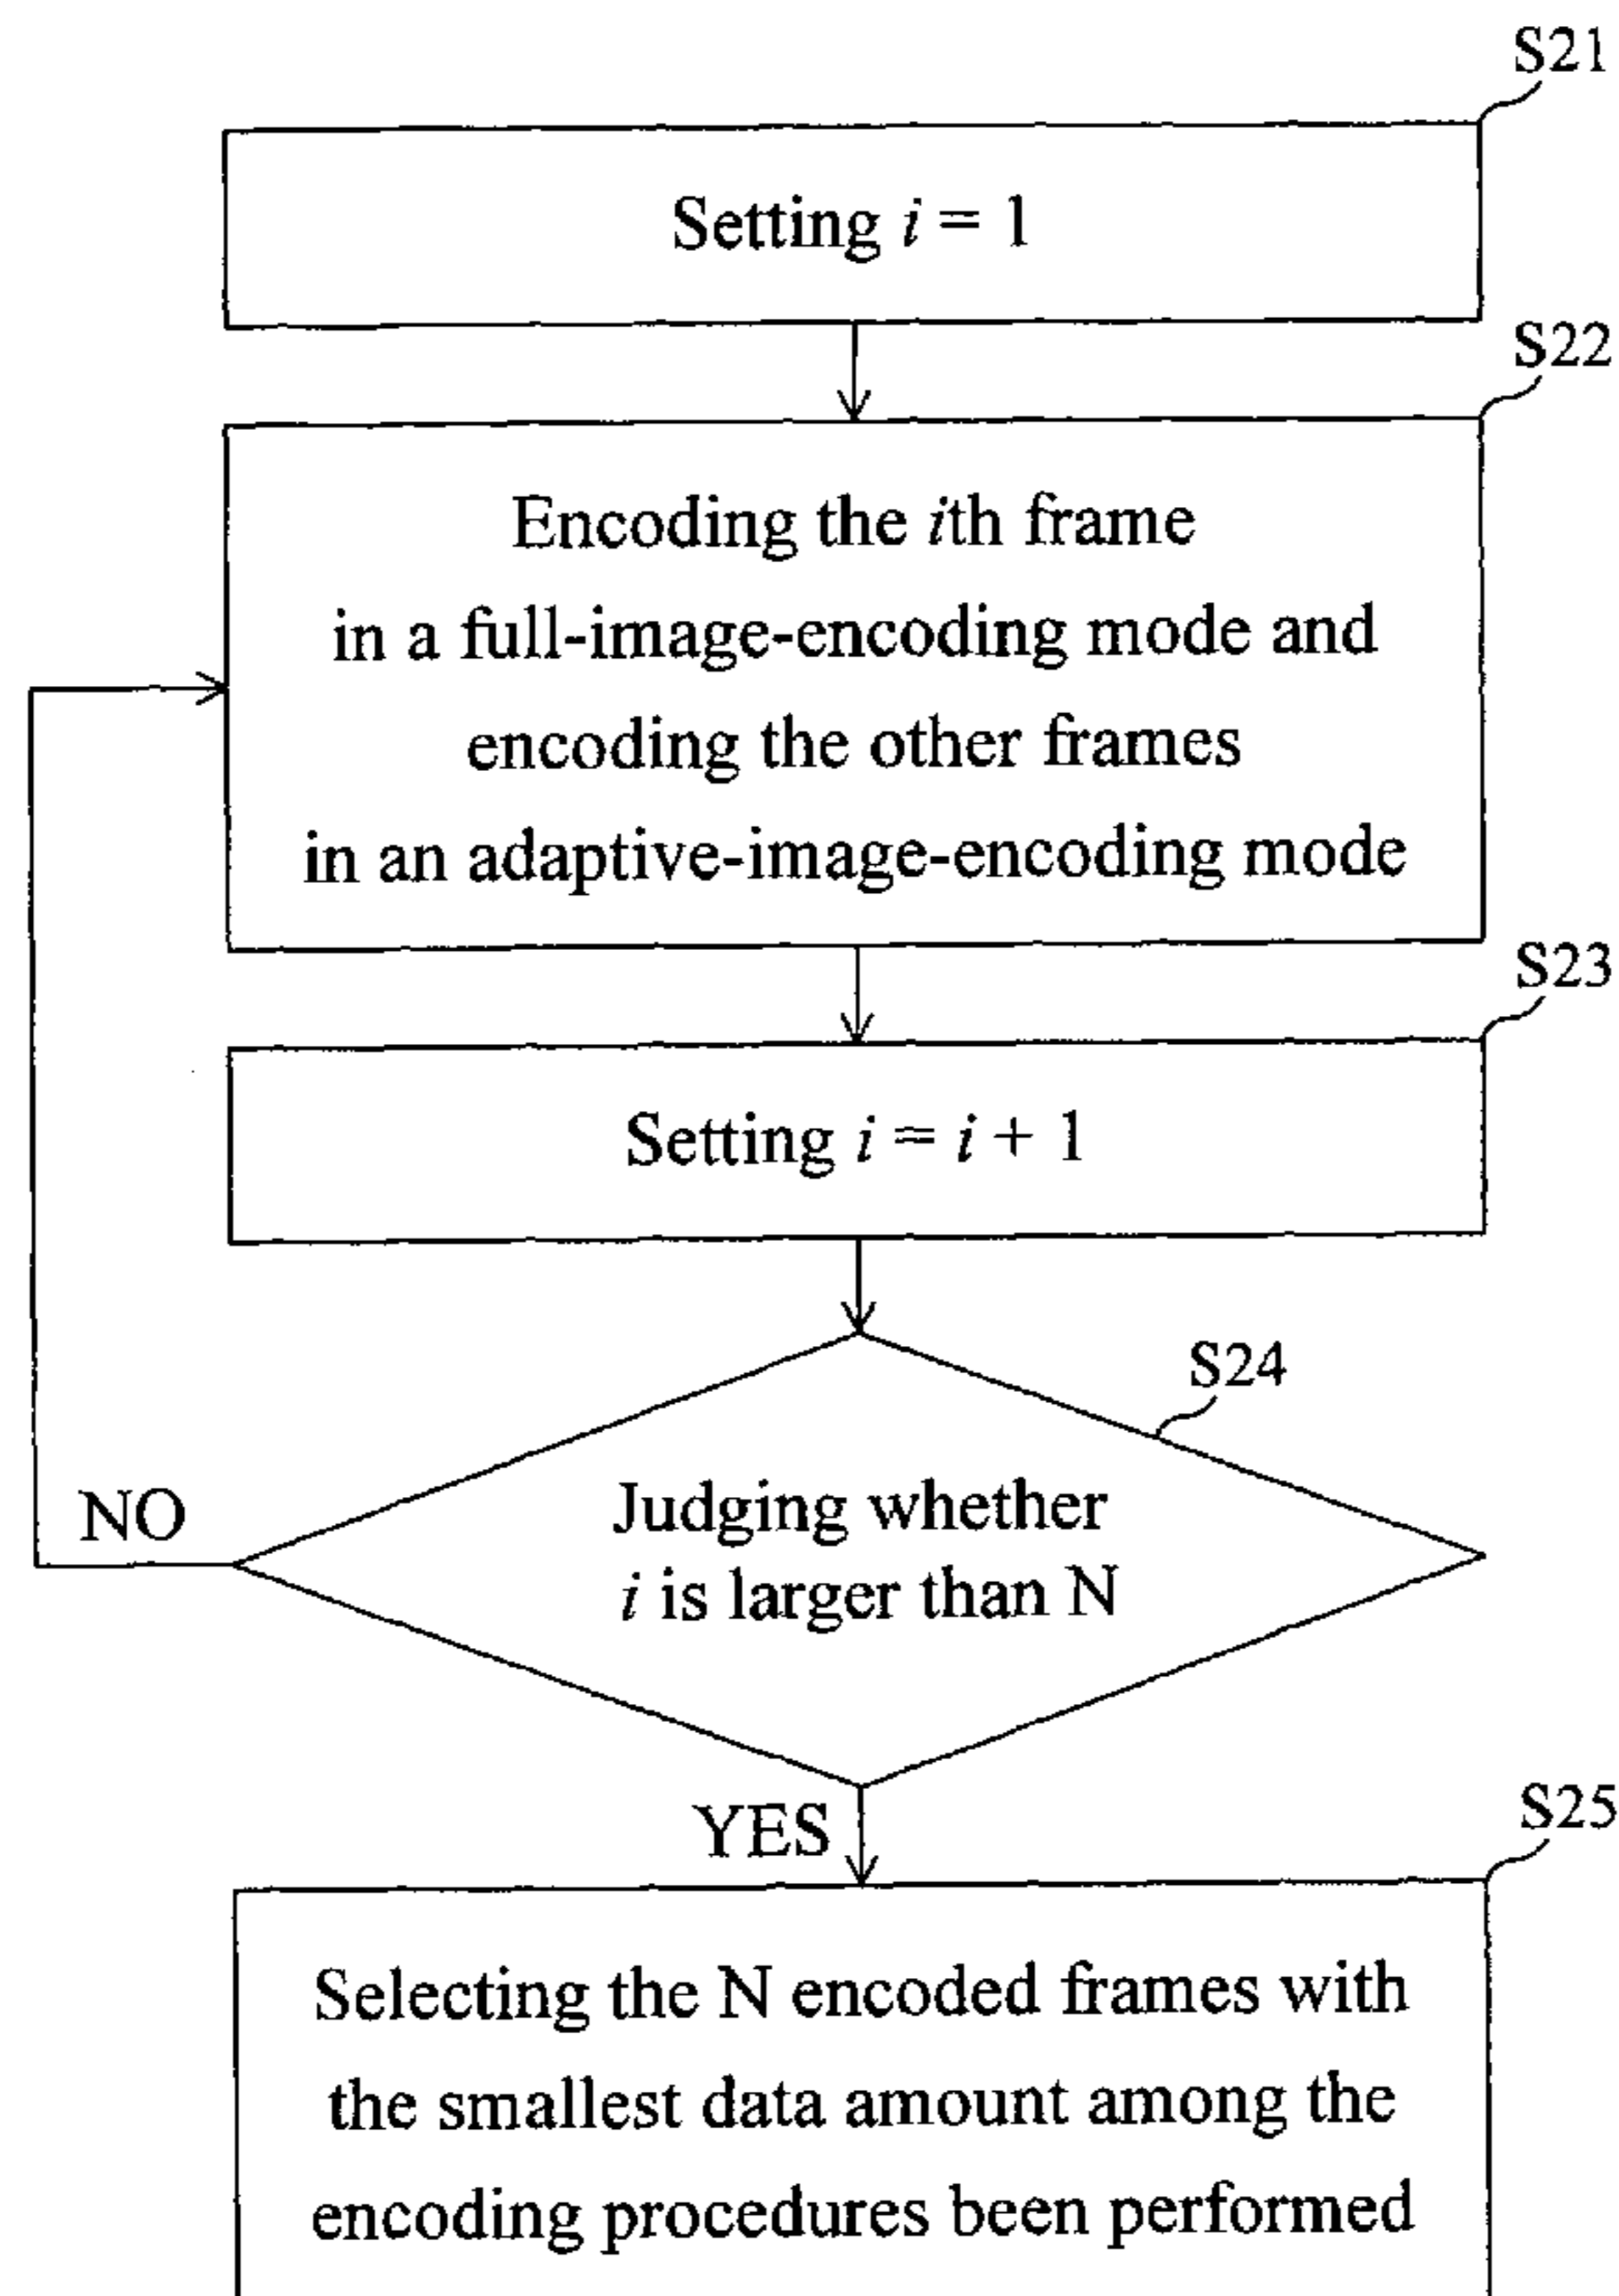 S21
Setting i = 1
S22
Encoding the ith frame
in a full-image-encoding mode and
encoding the other frames
in an adaptive-image-encoding mode
S23
Setting i = i + 1
S24
Judging whether
i is larger than N
NO
YES
S25
Selecting the N encoded frames with
the smallest data amount among the
encoding procedures been performed